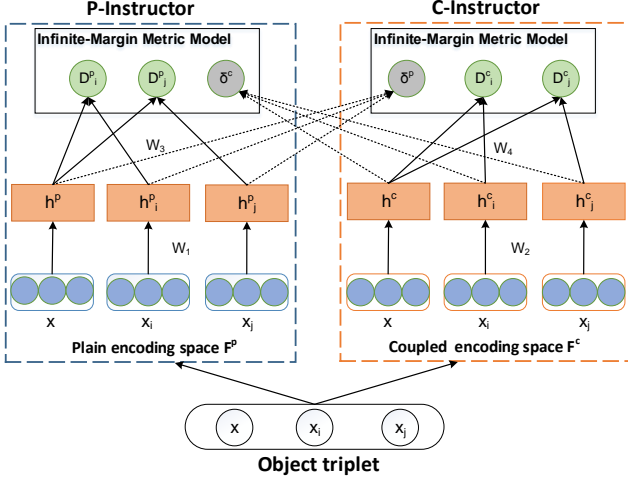 P-Instructor
C-Instructor
Infinite-Margin Metric Model
Infinite-Margin Metric Model
D^p_i D^p_j δ^c
δ^p D^c_i D^c_j
W_3
W_4
h^p h^p_i h^p_j
h^c h^c_i h^c_j
W_1
W_2
x x_i x_j
x x_i x_j
Plain encoding space F^p
Coupled encoding space F^c
x x_i x_j
Object triplet